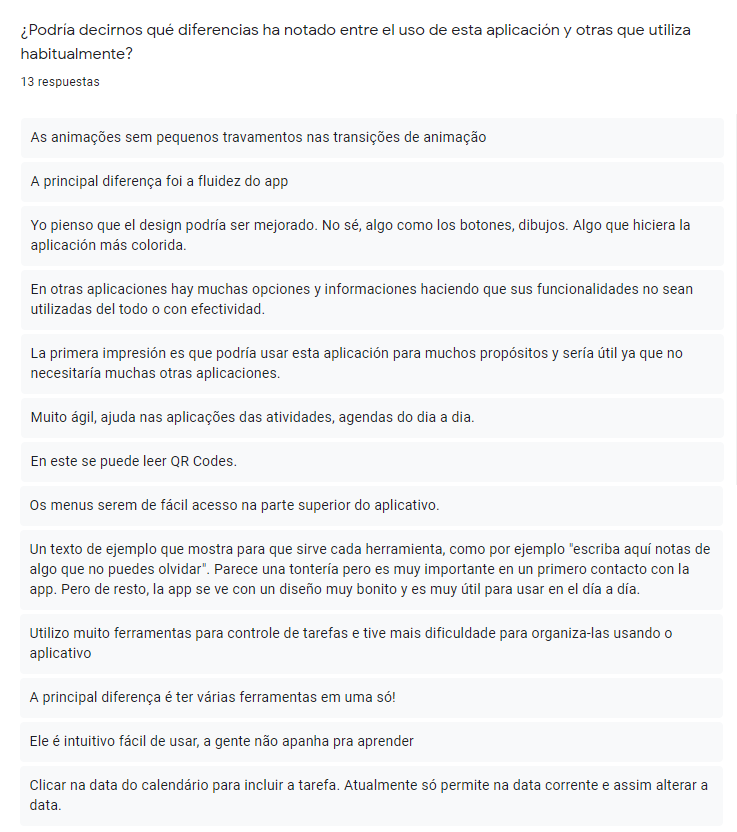 ¿Podría decirnos qué diferencias ha notado entre el uso de esta aplicación y otras que utiliza
habitualmente?
13 respuestas
As animações sem pequenos travamentos nas transições de animação
A principal diferença foi a fluidez do app
Yo pienso que el design podría ser mejorado. No sé, algo como los botones, dibujos. Algo que hiciera la
aplicación más colorida.
En otras aplicaciones hay muchas opciones y informaciones haciendo que sus funcionalidades no sean
utilizadas del todo o con efectividad.
La primera impresión es que podría usar esta aplicación para muchos propósitos y sería útil ya que no
necesitaría muchas otras aplicaciones.
Muito ágil, ajuda nas aplicações das atividades, agendas do dia a dia.
En este se puede leer QR Codes.
Os menus serem de fácil acesso na parte superior do aplicativo.
Un texto de ejemplo que mostra para que sirve cada herramienta, como por ejemplo "escriba aquí notas de
algo que no puedes olvidar". Parece una tontería pero es muy importante en un primero contacto con la
app. Pero de resto, la app se ve con un diseño muy bonito y es muy útil para usar en el día a día.
Utilizo muito ferramentas para controle de tarefas e tive mais dificuldade para organiza-las usando o
aplicativo
A principal diferença é ter várias ferramentas em uma só!
Ele é intuitivo fácil de usar, a gente não apanha pra aprender
Clicar na data do calendário para incluir a tarefa. Atualmente só permite na data corrente e assim alterar a
data.